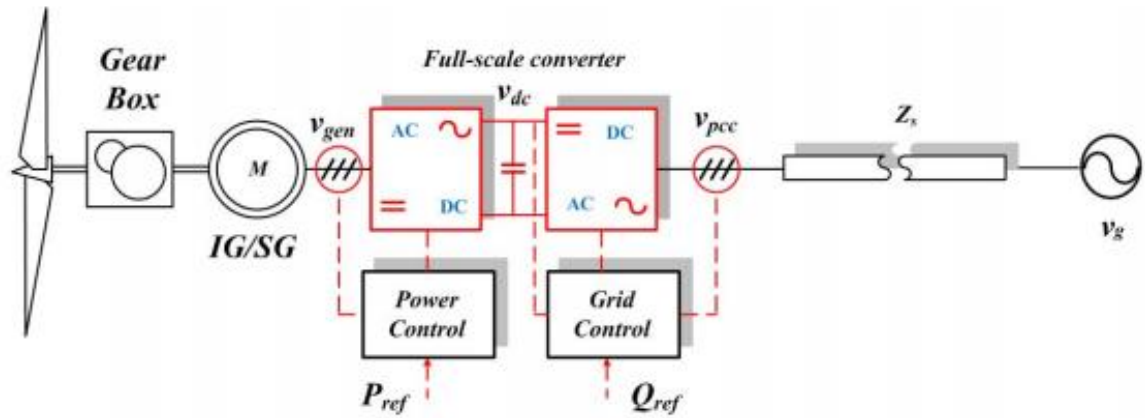 Gear
Box
Full-scale converter
v_gen
v_dc
v_pcc
Z_s
AC
DC
DC
AC
M
IG/SG
v_g
Power
Control
Grid
Control
P_ref
Q_ref